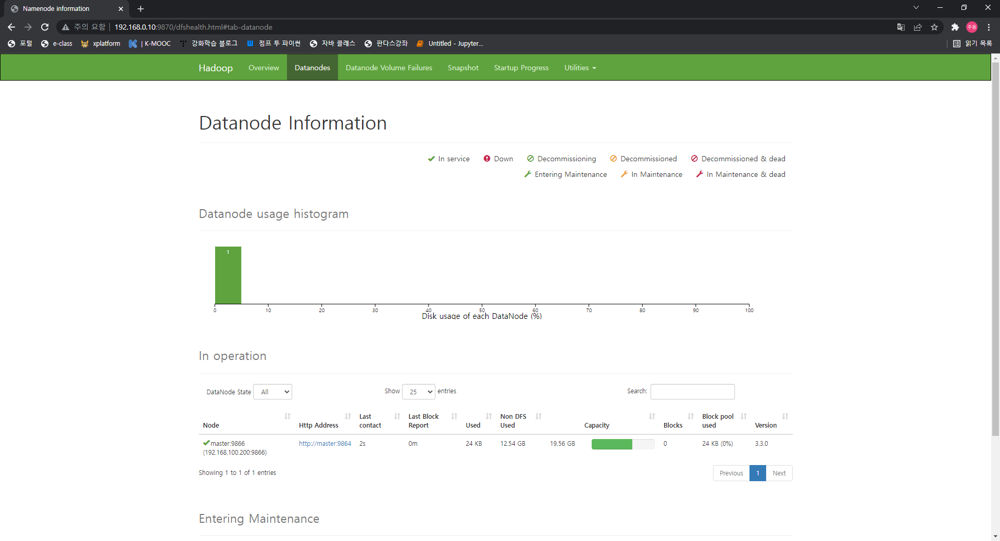 Namenode information
주의 요함 192.168.0.10:9870/dfshealth.html#tab-datanode
주용
포털 e-class xplatform | K-MOOC 강화학습 블로그 점프 투 파이썬 자바 클래스 판다스강좌 Untitled - Jupyter... 읽기 목록
Hadoop Overview Datanodes Datanode Volume Failures Snapshot Startup Progress Utilities
Datanode Information
In service Down Decommissioning Decommissioned Decommissioned & dead
Entering Maintenance In Maintenance In Maintenance & dead
Datanode usage histogram
1
0 10 20 30 40 50 60 70 80 90 100
Disk usage of each DataNode (%)
In operation
DataNode State All Show 25 entries Search:
Node Http Address Last contact Last Block Report Used Non DFS Used Capacity Blocks Block pool used Version
master:9866 http://master:9864 2s 0m 24 KB 12.54 GB 19.56 GB 0 24 KB (0%) 3.3.0
(192.168.100.200:9866)
Showing 1 to 1 of 1 entries Previous 1 Next
Entering Maintenance